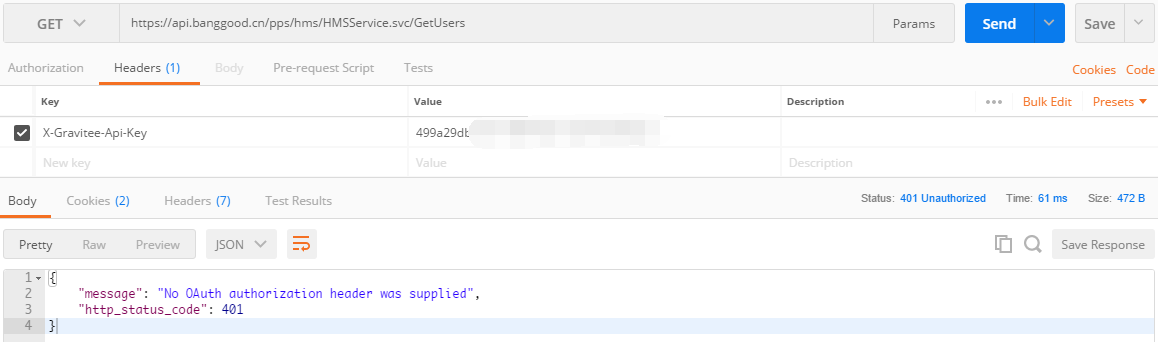 GET https://api.banggood.cn/pps/hms/HMSService.svc/GetUsers Params Send Save
Authorization Headers (1) Body Pre-request Script Tests Cookies Code
Key Value Description Bulk Edit Presets
X-Gravitee-Api-Key 499a29db
New key Value Description
Body Cookies (2) Headers (7) Test Results Status: 401 Unauthorized Time: 61 ms Size: 472 B
Pretty Raw Preview JSON Save Response
1 {
2 "message": "No OAuth authorization header was supplied",
3 "http_status_code": 401
4 }